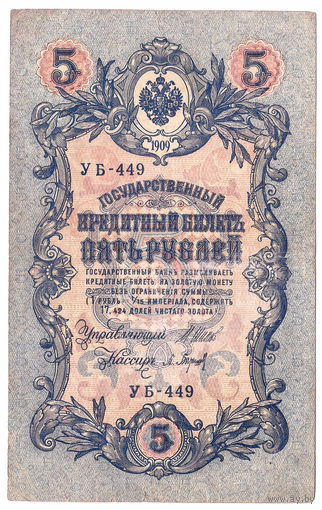 5 5
1909
УБ-449
ГОСУДАРСТВЕННЫЙ
КРЕДИТНЫЙ БИЛЕТЪ
ПЯТЬ РУБЛЕЙ
ГОСУДАРСТВЕННЫЙ БАНКЪ РАЗМѢНИВАЕТЪ
КРЕДИТНЫЕ БИЛЕТЫ НА ЗОЛОТУЮ МОНЕТУ
БЕЗЪ ОГРАНИЧЕНІЯ СУММЫ
(1 РУБЛЬ = 1/15 ИМПЕРІАЛА, СОДЕРЖИТЪ
17,424 ДОЛЕЙ ЧИСТАГО ЗОЛОТА).
Управляющій
Кассиръ
УБ-449
5